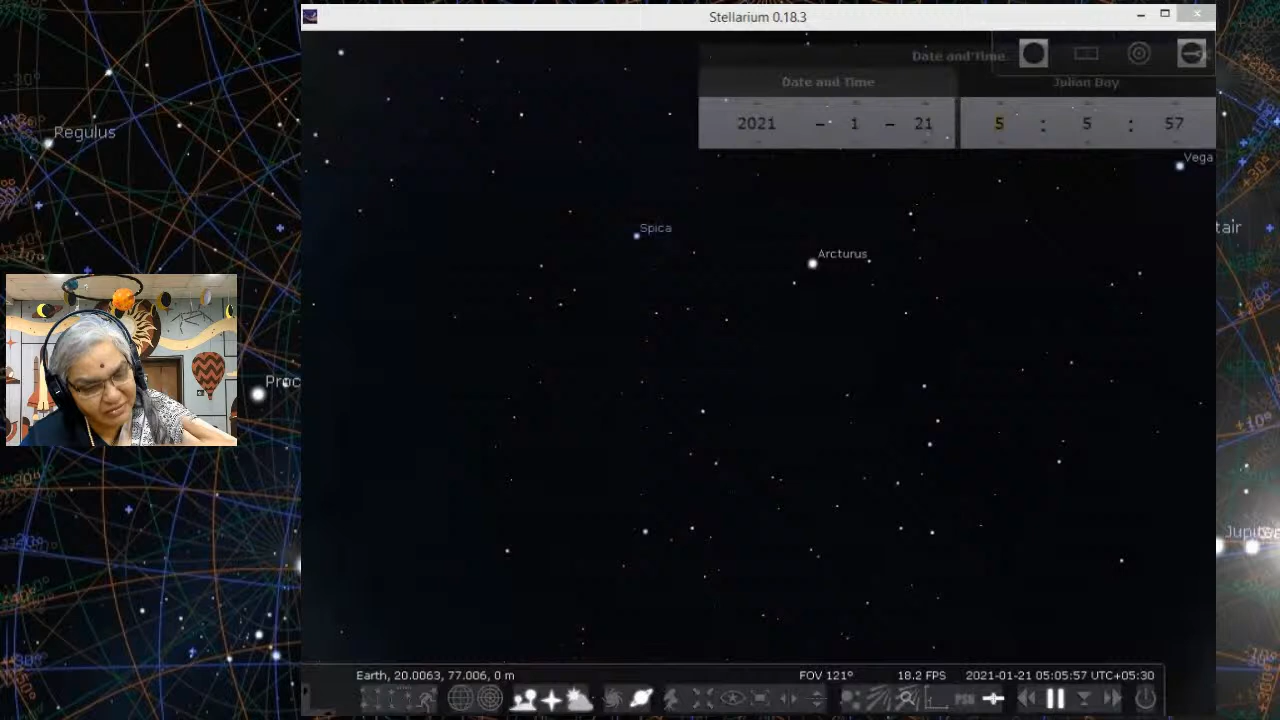 Stellarium 0.18.3
Date and Time
Date and Time
Julian Day
2021 - 1 - 21
5 : 5 : 57
Regulus
Vega
Spica
tair
Arcturus
Proc
Earth, 20.0063, 77.006, 0 m
FOV 121°
18.2 FPS
2021-01-21 05:05:57 UTC+05:30